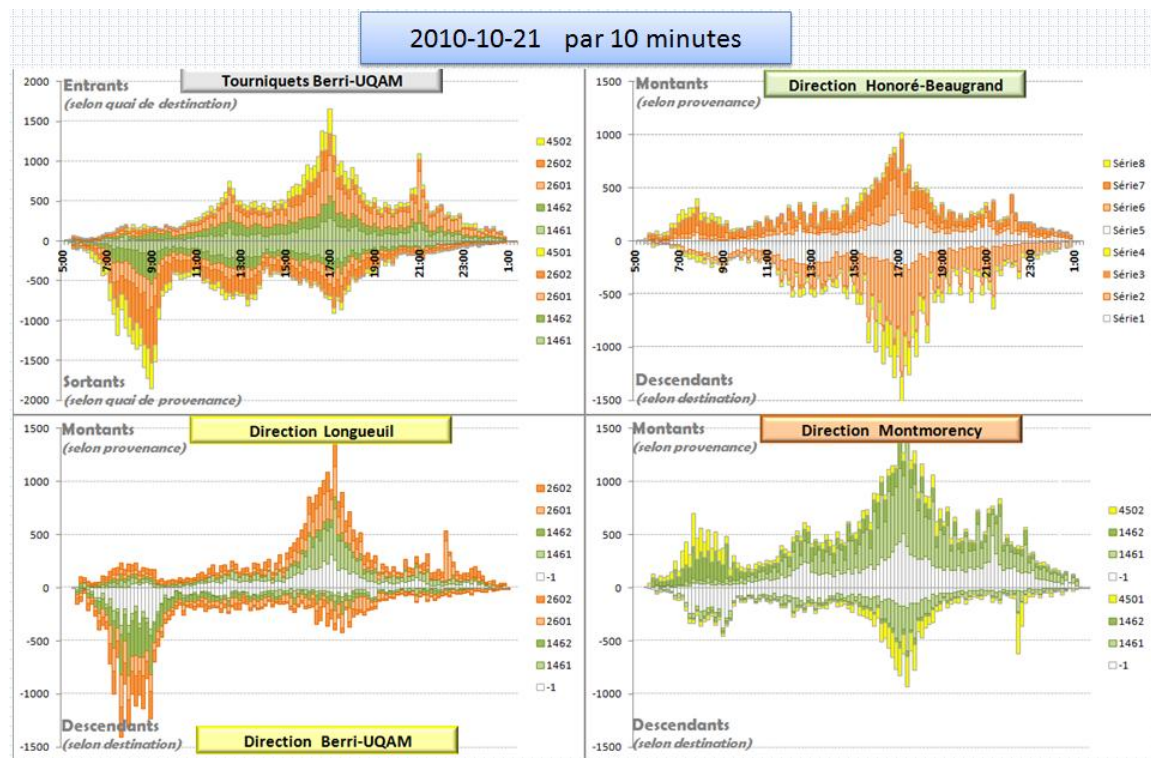 2010-10-21 par 10 minutes
Tourniquets Berri-UQAM
Entrants
(selon quai de destination)
2000
1500
1000
500
0
-500
-1000
-1500
-2000
5:00
7:00
9:00
11:00
13:00
15:00
17:00
19:00
21:00
23:00
1:00
4502
2602
2601
1462
1461
4501
2602
2601
1462
1461
Sortants
(selon quai de provenance)
Direction Honoré-Beaugrand
Montants
(selon provenance)
1500
1000
500
0
-500
-1000
-1500
5:00
7:00
9:00
11:00
13:00
15:00
17:00
19:00
21:00
23:00
1:00
Série8
Série7
Série6
Série5
Série4
Série3
Série2
Série1
Descendants
(selon destination)
Direction Longueuil
Montants
(selon provenance)
1500
1000
500
0
-500
-1000
-1500
2602
2601
1462
1461
-1
2602
2601
1462
1461
-1
Descendants
(selon destination)
Direction Berri-UQAM
Direction Montmorency
Montants
(selon provenance)
1500
1000
500
0
-500
-1000
-1500
4502
1462
1461
-1
4501
1462
1461
-1
Descendants
(selon destination)